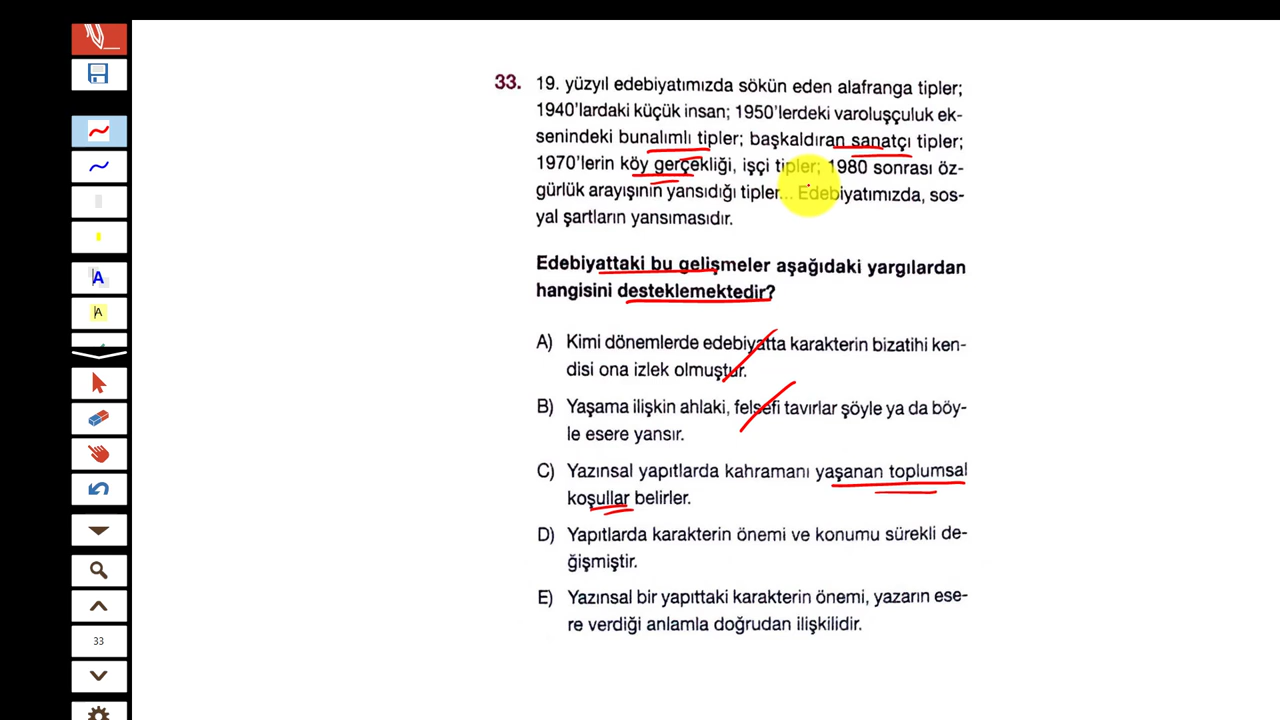 33. 19. yüzyıl edebiyatımızda sökün eden alafranga tipler;
1940'lardaki küçük insan; 1950'lerdeki varoluşçuluk ek-
senindeki bunalımlı tipler; başkaldıran sanatçı tipler;
1970'lerin köy gerçekliği, işçi tipler; 1980 sonrası öz-
gürlük arayışının yansıdığı tipler... Edebiyatımızda, sos-
yal şartların yansımasıdır.
Edebiyattaki bu gelişmeler aşağıdaki yargılardan
hangisini desteklemektedir?
A) Kimi dönemlerde edebiyatta karakterin bizatihi ken-
disi ona izlek olmuştur.
B) Yaşama ilişkin ahlaki, felsefi tavırlar şöyle ya da böy-
le esere yansır.
C) Yazınsal yapıtlarda kahramanı yaşanan toplumsal
koşullar belirler.
D) Yapıtlarda karakterin önemi ve konumu sürekli de-
ğişmiştir.
E) Yazınsal bir yapıttaki karakterin önemi, yazarın ese-
re verdiği anlamla doğrudan ilişkilidir.
A
A
33